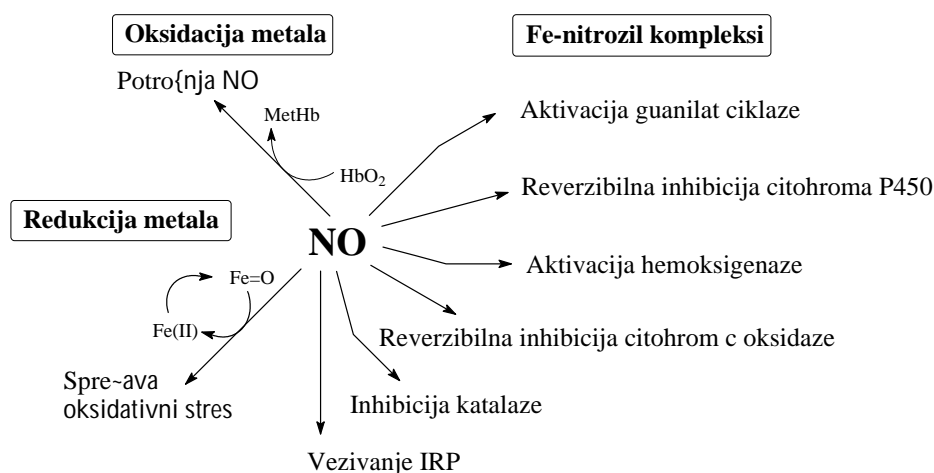 Oksidacija metala
Fe-nitrozil kompleksi
Potro{nja NO
MetHb
HbO2
Aktivacija guanilat ciklaze
Reverzibilna inhibicija citohroma P450
Redukcija metala
NO
Aktivacija hemoksigenaze
Fe=O
Fe(II)
Reverzibilna inhibicija citohrom c oksidaze
Spre~ava
oksidativni stres
Inhibicija katalaze
Vezivanje IRP